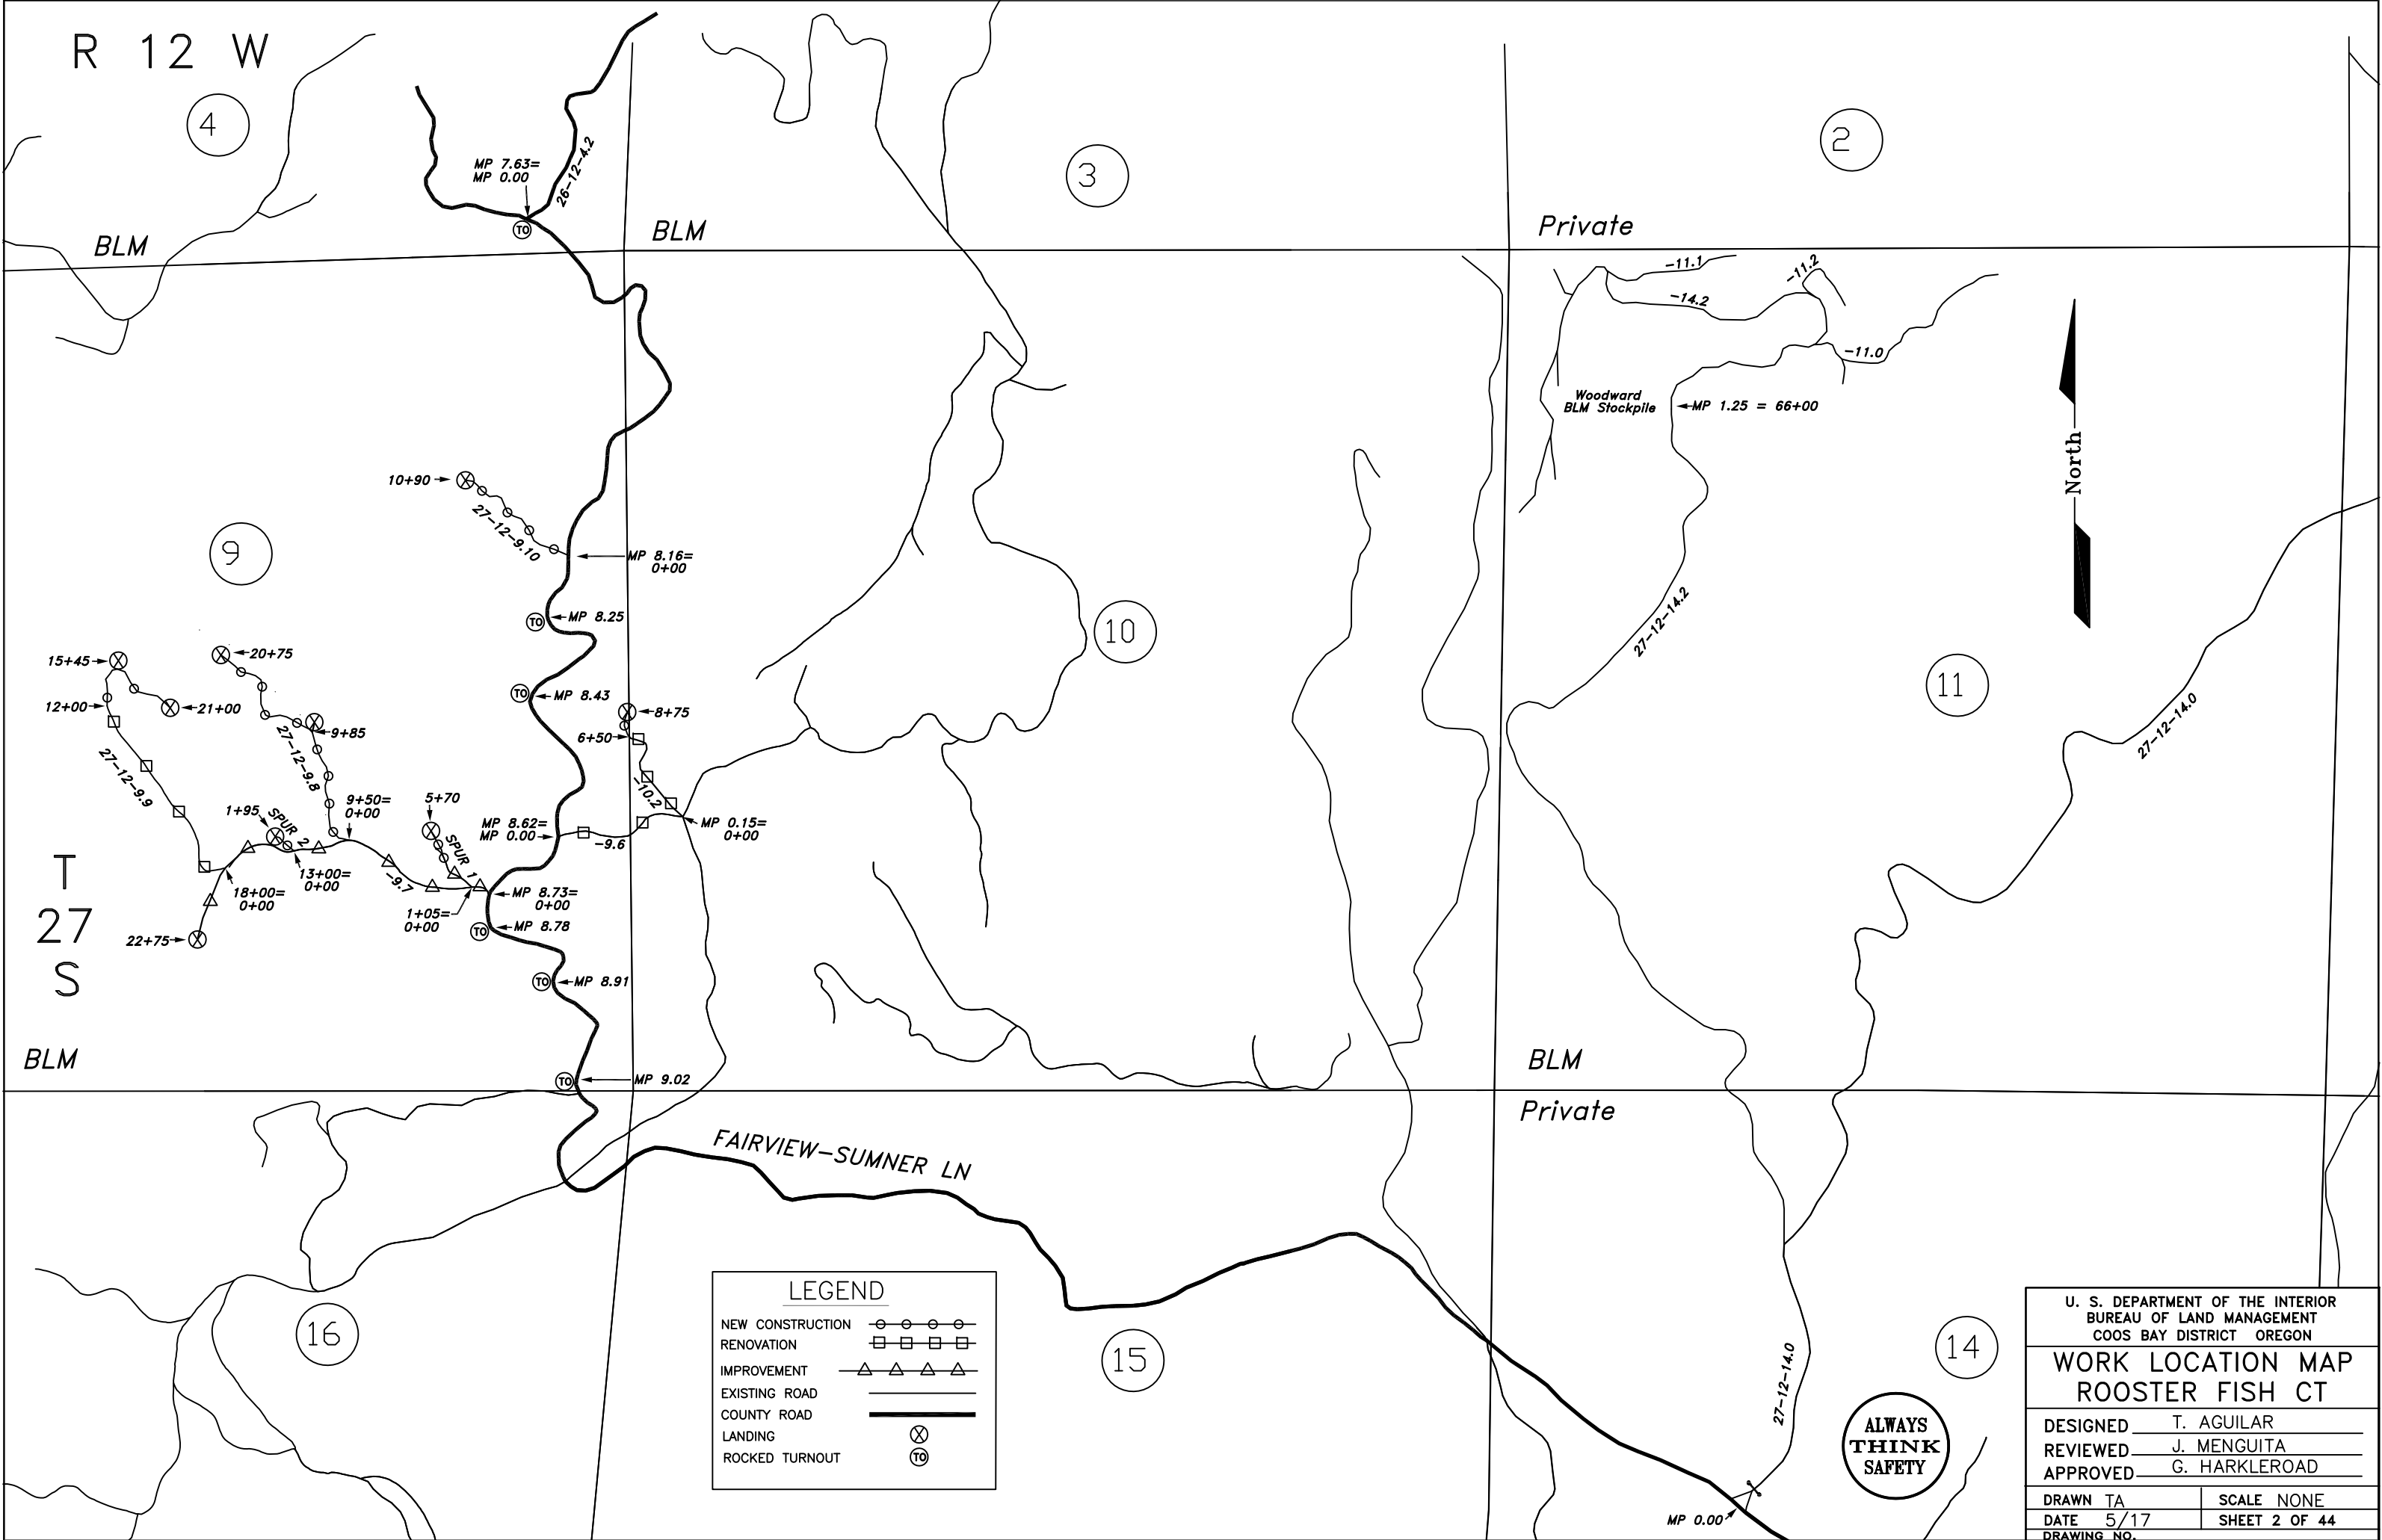 R 12 W
4
3
2
MP 7.63=
MP 0.00
26-12-4.2
BLM
BLM
Private
-11.1
-11.2
-14.2
-11.0
Woodward
BLM Stockpile
MP 1.25 = 66+00
North
10+90
27-12-9.10
MP 8.16=
0+00
9
MP 8.25
10
27-12-14.2
11
15+45
20+75
MP 8.43
12+00
21+00
8+75
27-12-14.0
9+85
6+50
27-12-9.8
27-12-9.9
-10.2
1+95
SPUR 2
9+50=
0+00
5+70
SPUR 1
MP 8.62=
MP 0.00
MP 0.15=
0+00
-9.6
T
27
S
13+00=
0+00
-9.7
18+00=
0+00
MP 8.73=
0+00
1+05=
0+00
MP 8.78
22+75
MP 8.91
BLM
MP 9.02
BLM
Private
FAIRVIEW-SUMNER LN
16
15
14
27-12-14.0
MP 0.00
LEGEND
NEW CONSTRUCTION
RENOVATION
IMPROVEMENT
EXISTING ROAD
COUNTY ROAD
LANDING
ROCKED TURNOUT
TO
TO
TO
TO
TO
TO
TO
ALWAYS
THINK
SAFETY
U. S. DEPARTMENT OF THE INTERIOR
BUREAU OF LAND MANAGEMENT
COOS BAY DISTRICT OREGON
WORK LOCATION MAP
ROOSTER FISH CT
DESIGNED T. AGUILAR
REVIEWED J. MENGUITA
APPROVED G. HARKLEROAD
DRAWN TA SCALE NONE
DATE 5/17 SHEET 2 OF 44
DRAWING NO.